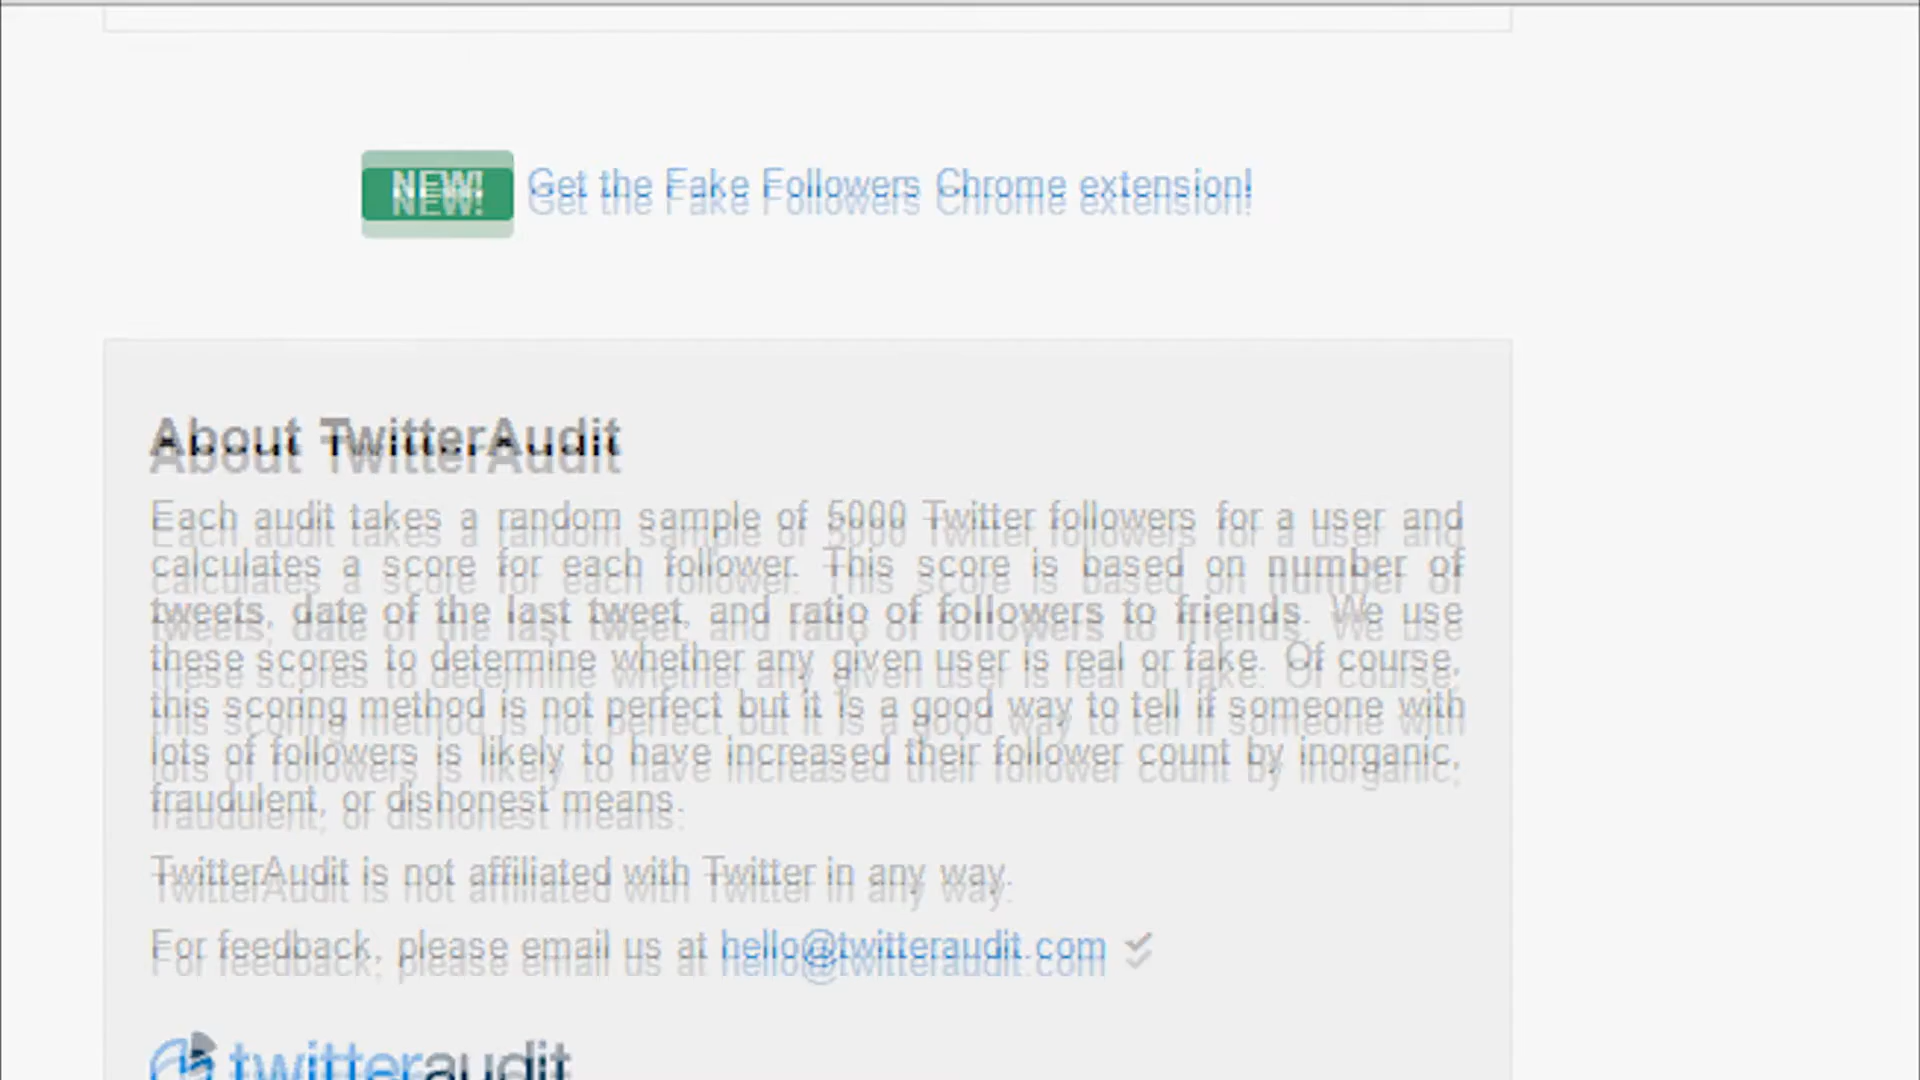 NEW! Get the Fake Followers Chrome extension!
About TwitterAudit
Each audit takes a random sample of 5000 Twitter followers for a user and
calculates a score for each follower. This score is based on number of
tweets, date of the last tweet, and ratio of followers to friends. We use
these scores to determine whether any given user is real or fake. Of course,
this scoring method is not perfect but it is a good way to tell if someone with
lots of followers is likely to have increased their follower count by inorganic,
fraudulent, or dishonest means.
TwitterAudit is not affiliated with Twitter in any way.
For feedback, please email us at hello@twitteraudit.com
twitteraudit